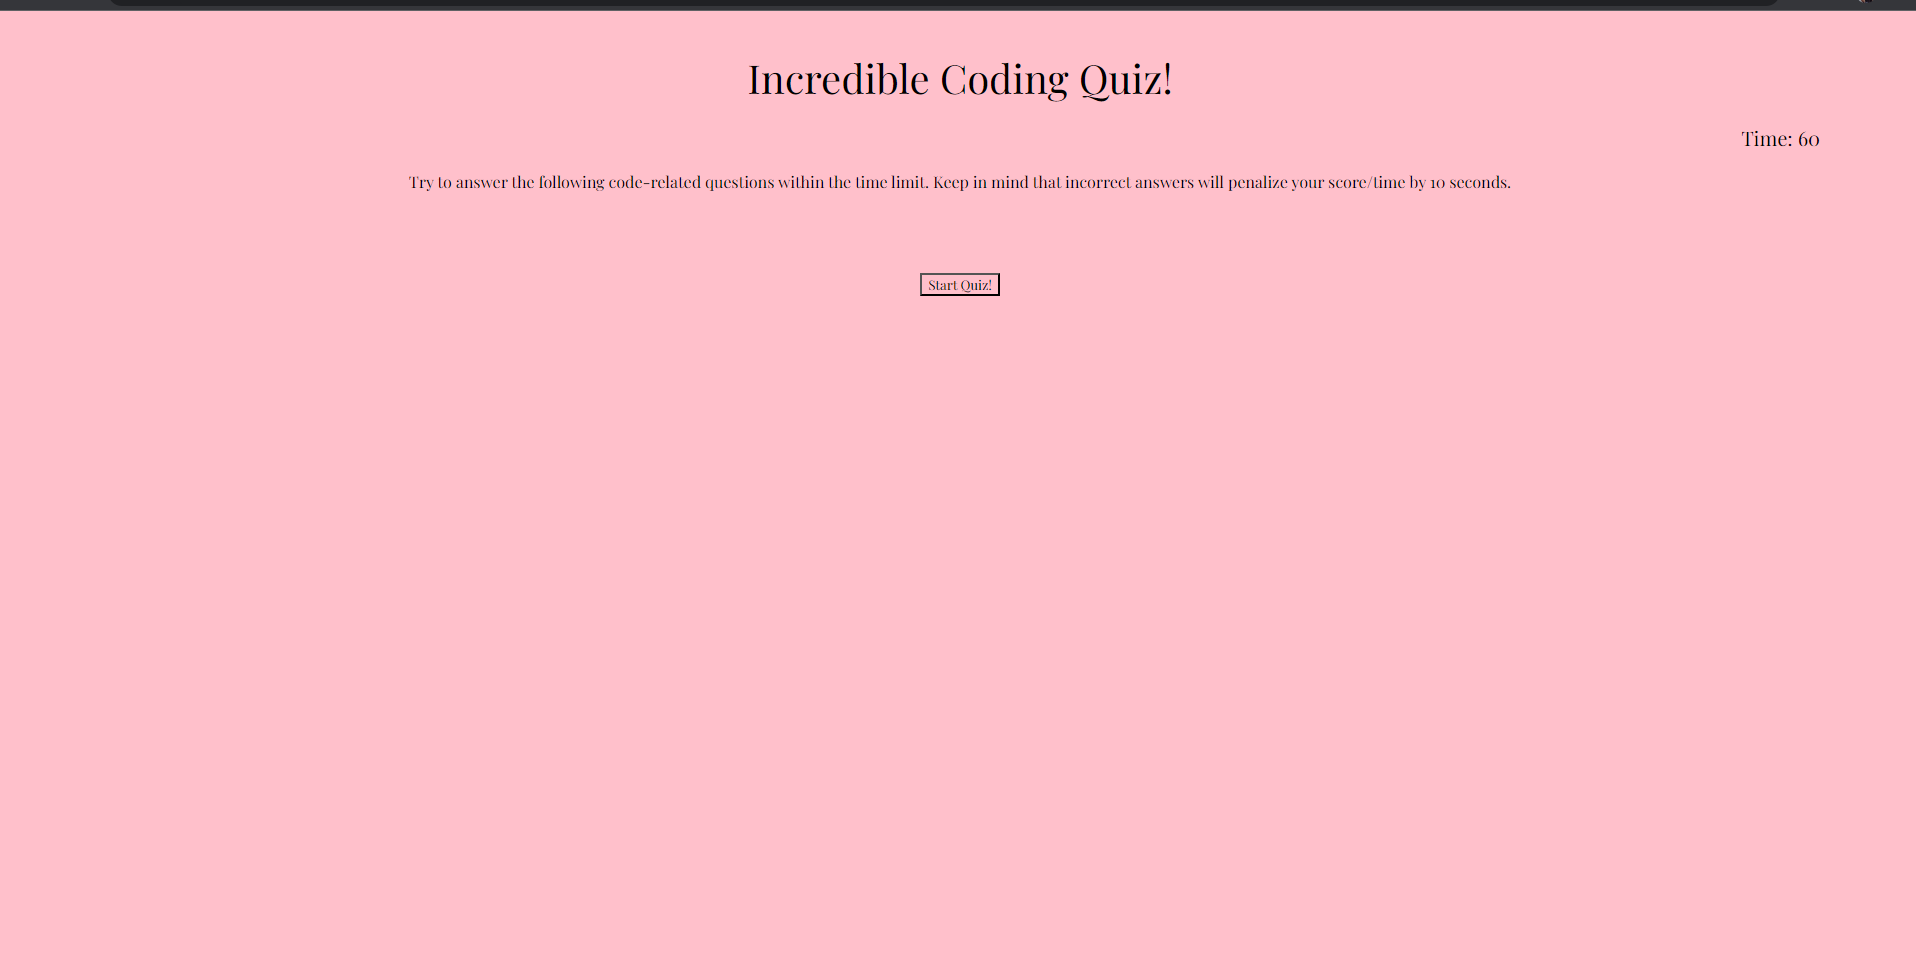 Incredible Coding Quiz!
Time: 60
Try to answer the following code-related questions within the time limit. Keep in mind that incorrect answers will penalize your score/time by 10 seconds.
Start Quiz!